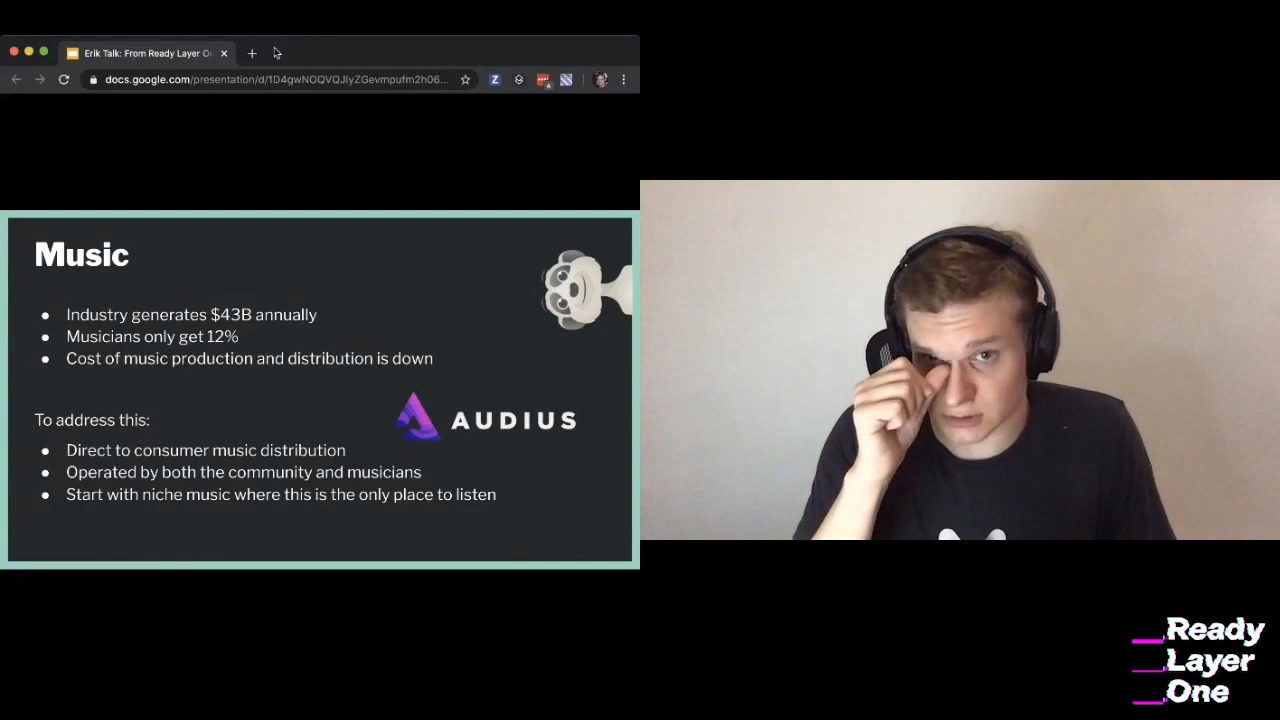 Erik Talk: From Ready Layer On
docs.google.com/presentation/d/1D4gwNOQVQJlyZGevmpufm2h06...
Z
4
Music
● Industry generates $43B annually
● Musicians only get 12%
● Cost of music production and distribution is down
To address this:
AUDIUS
● Direct to consumer music distribution
● Operated by both the community and musicians
● Start with niche music where this is the only place to listen
Ready
Layer
One